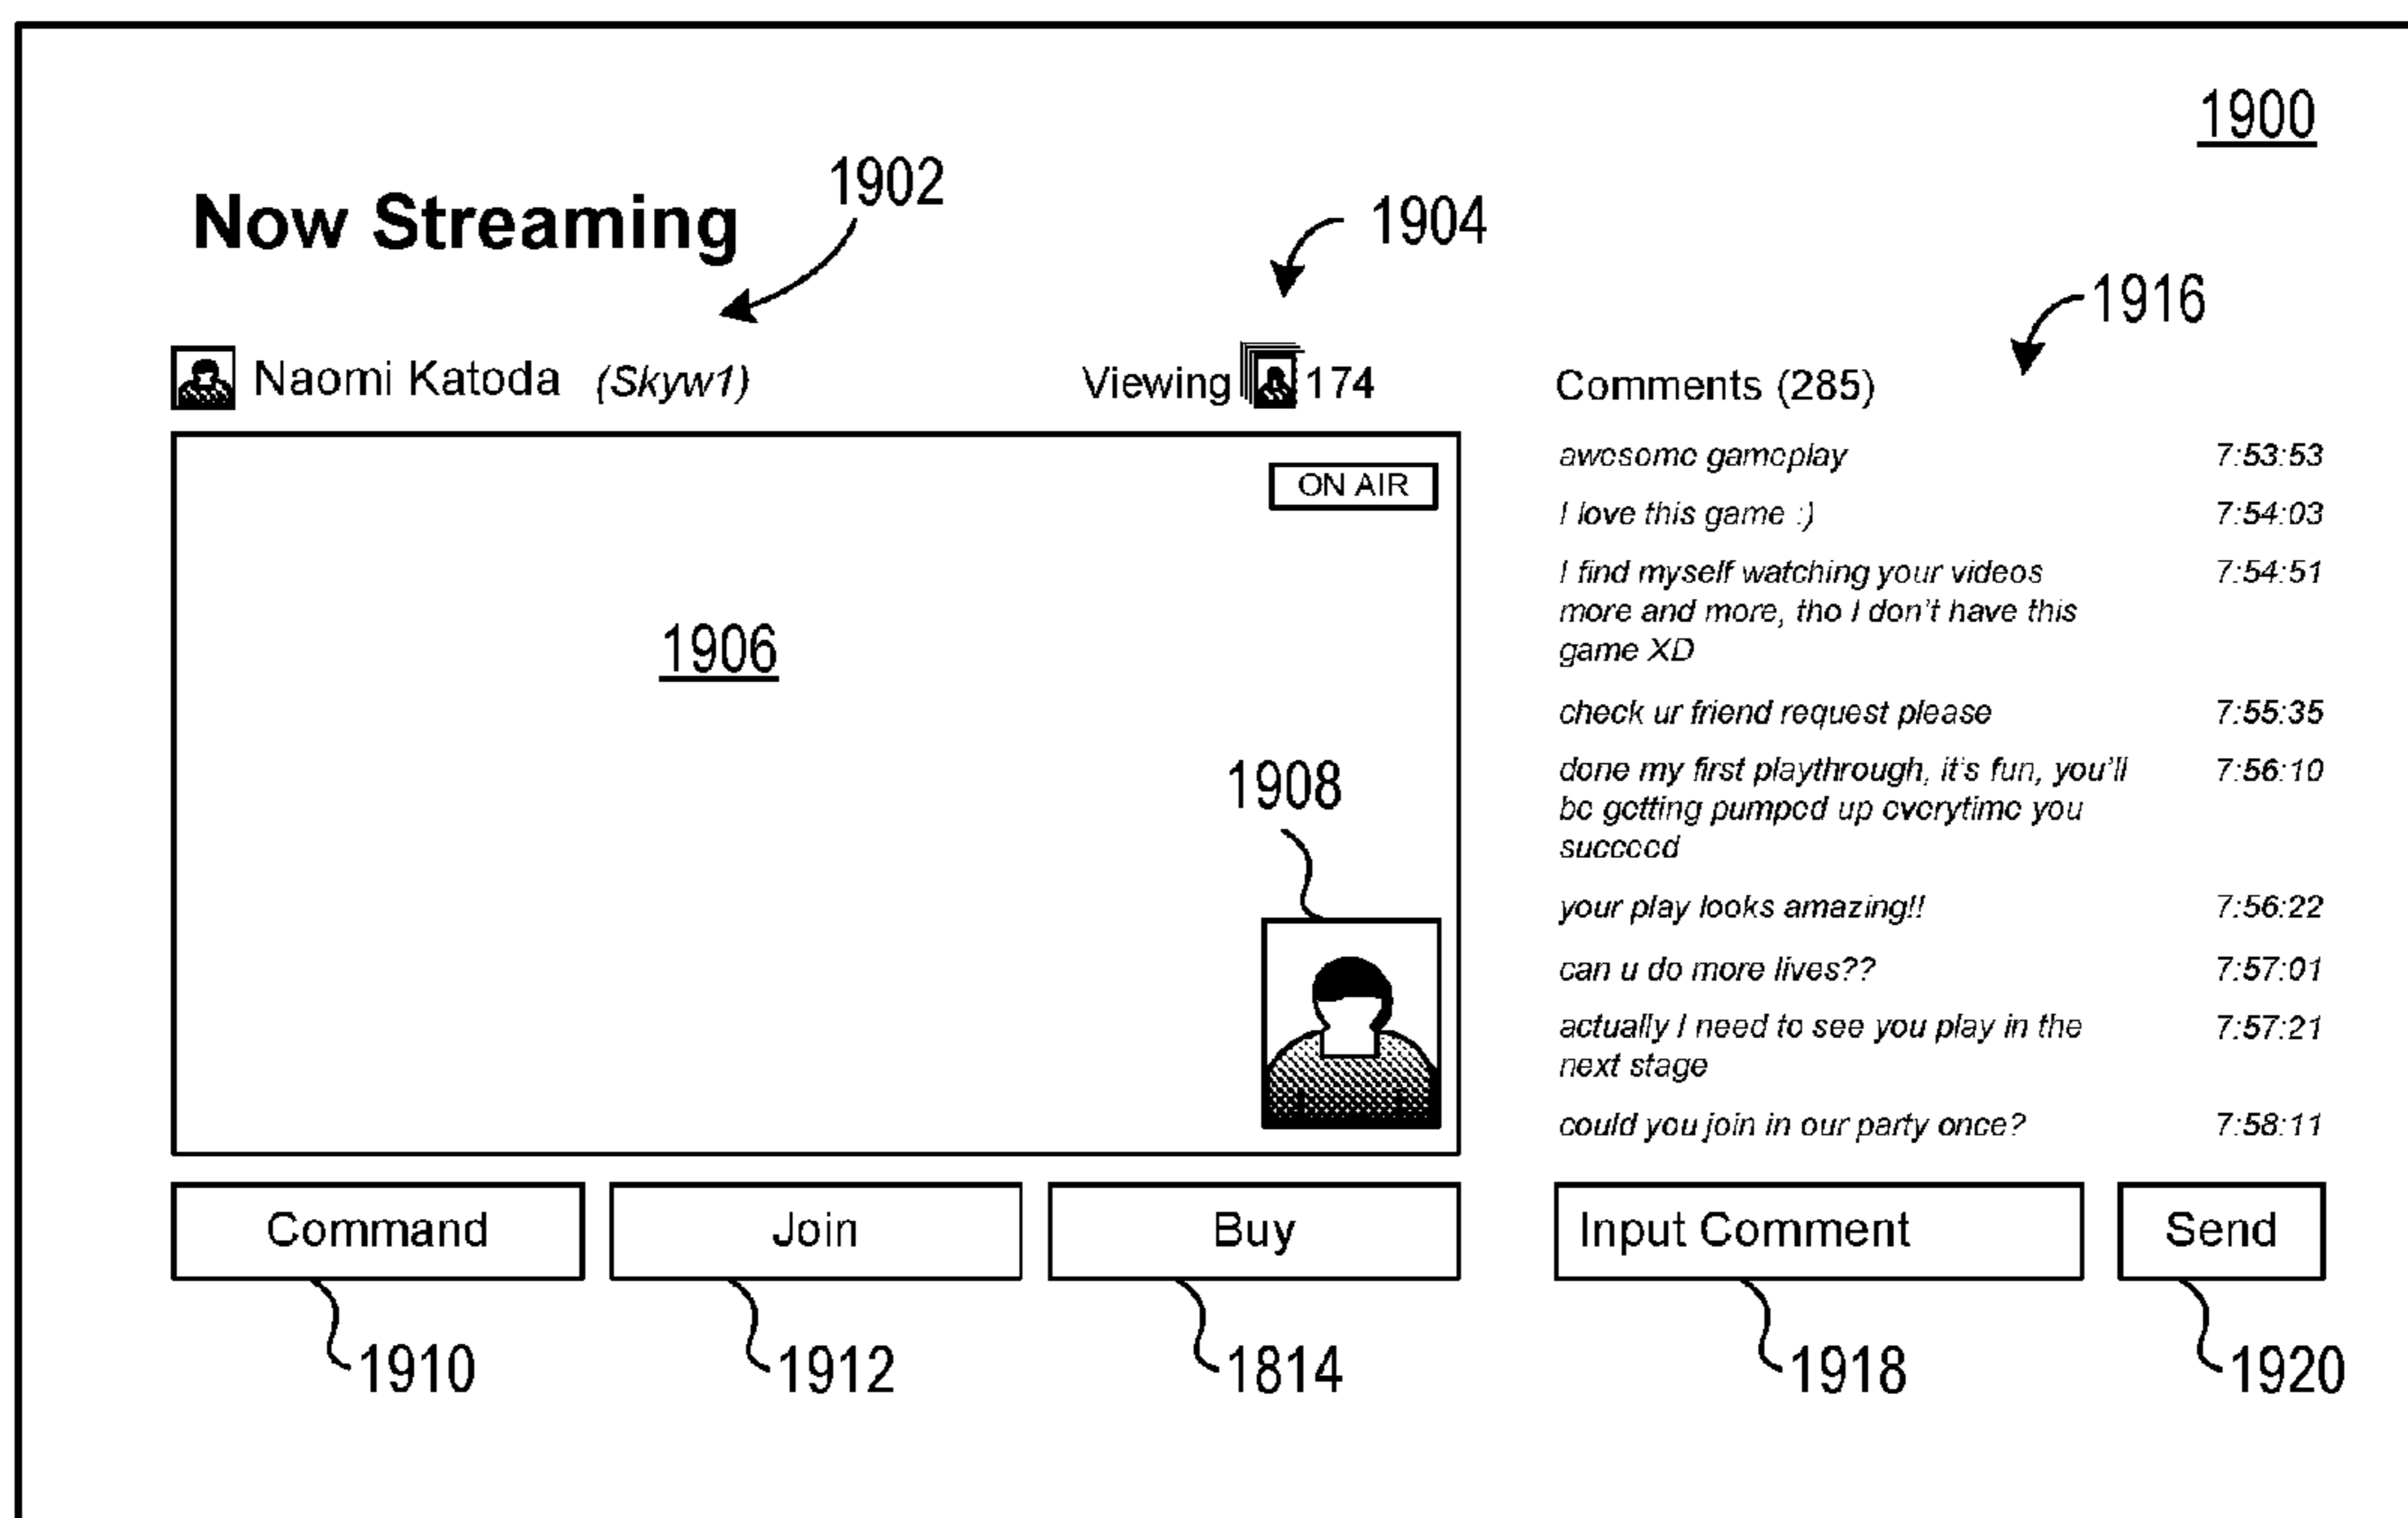 1900
Now Streaming
1902
1904
1916
Naomi Katoda (Skyw1)
Viewing 174
Comments (285)
ON AIR
1906
1908
awesome gameplay 7:53:53
I love this game :) 7:54:03
I find myself watching your videos 7:54:51
more and more, tho I don't have this
game XD
check ur friend request please 7:55:35
done my first playthrough, it's fun, you'll 7:56:10
be getting pumped up everytime you
succeed
your play looks amazing!! 7:56:22
can u do more lives?? 7:57:01
actually I need to see you play in the 7:57:21
next stage
could you join in our party once? 7:58:11
Command Join Buy Input Comment Send
1910 1912 1814 1918 1920